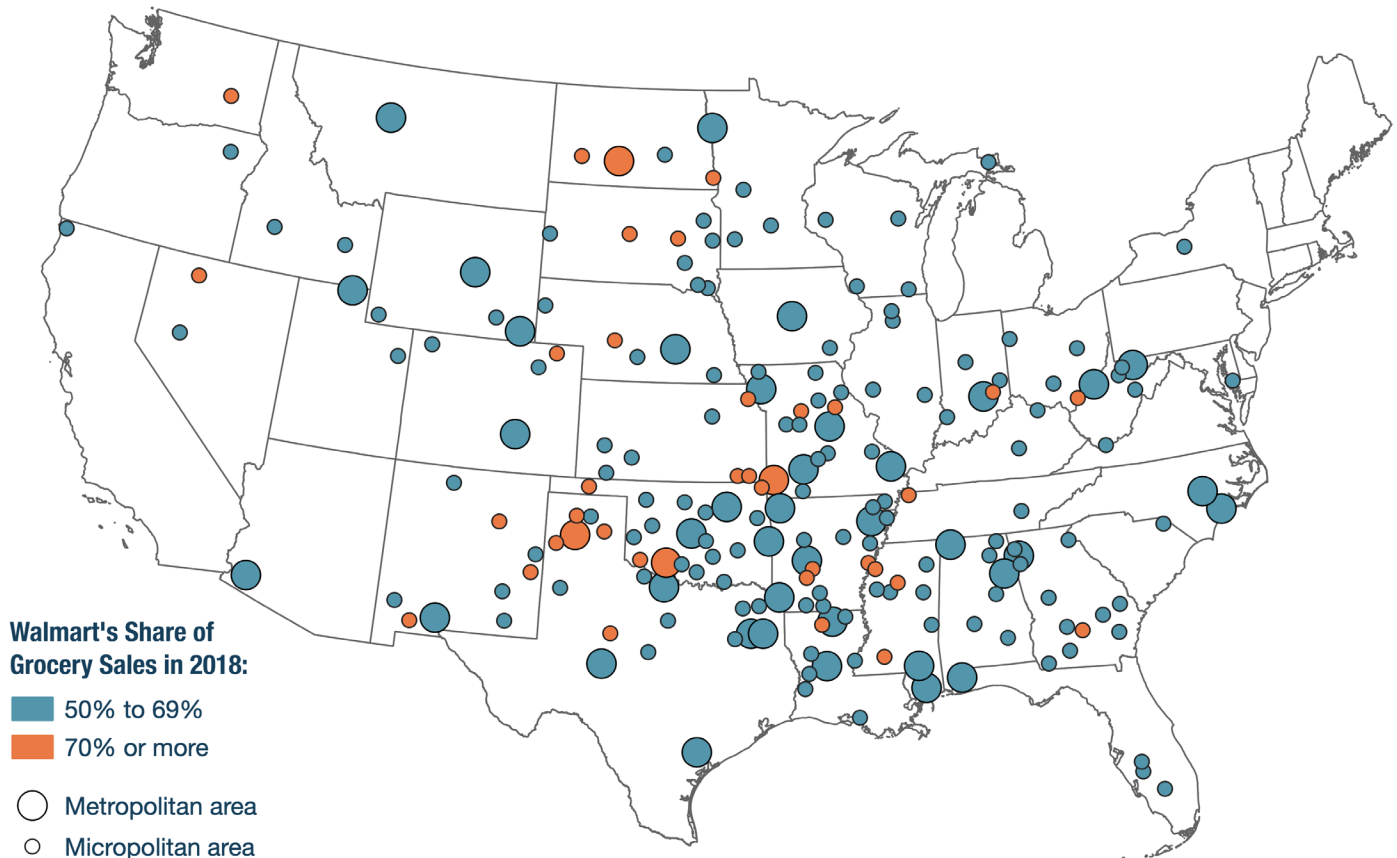 Walmart's Share of
Grocery Sales in 2018:
50% to 69%
70% or more
Metropolitan area
Micropolitan area